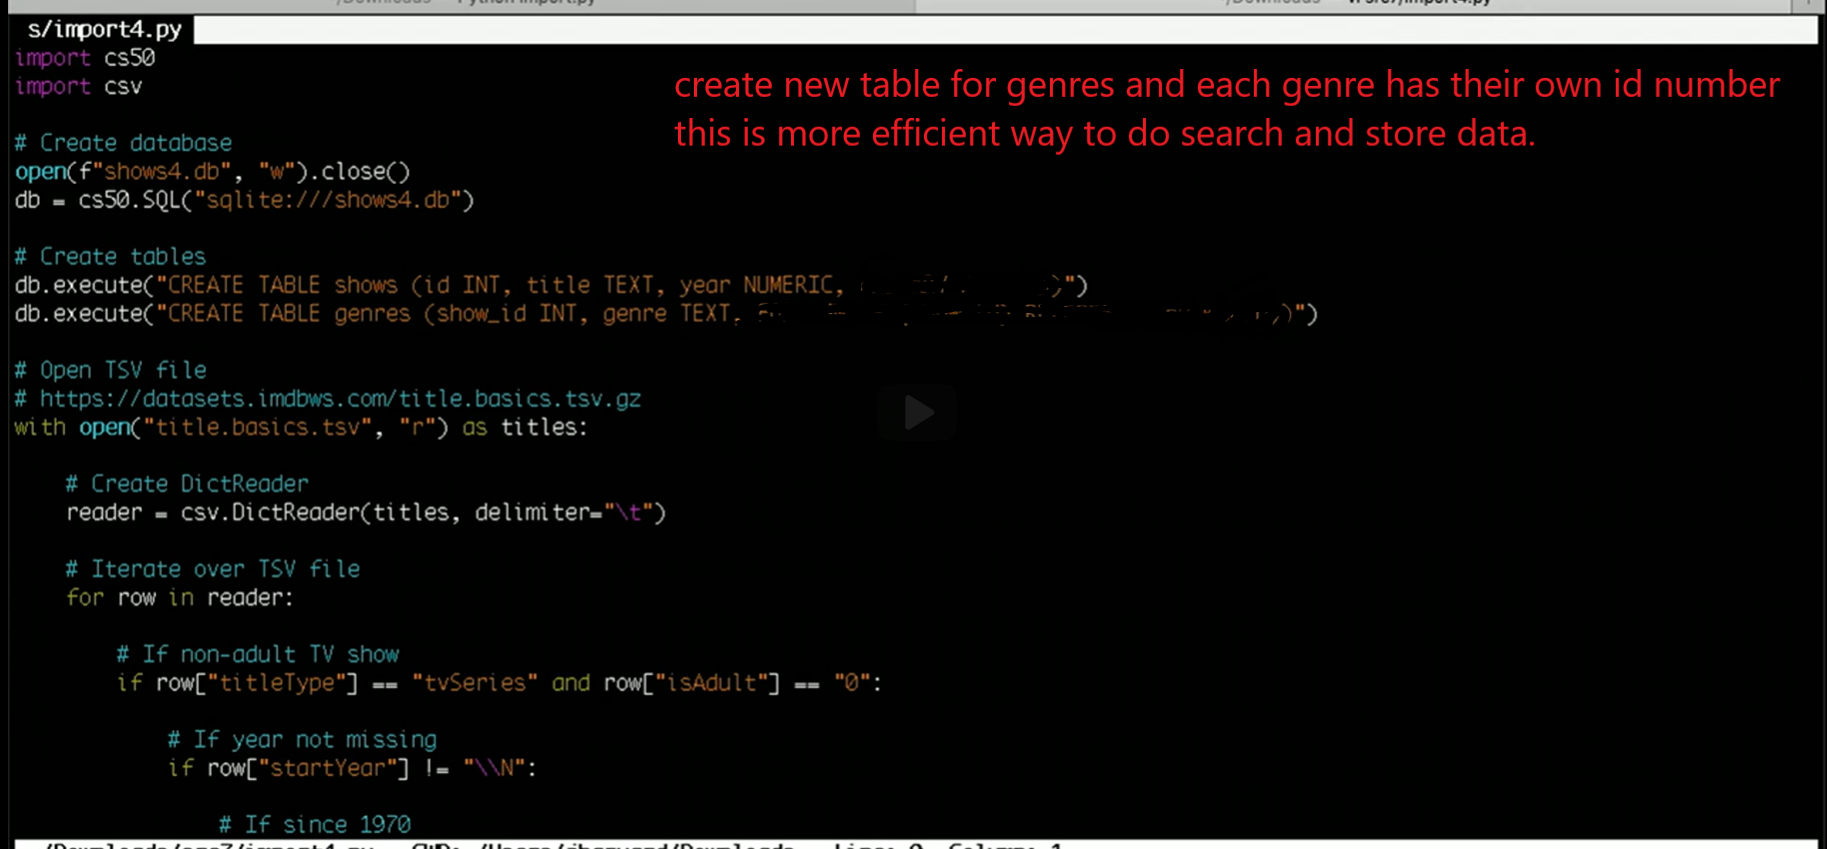 s/import4.py
import cs50
import csv
create new table for genres and each genre has their own id number
this is more efficient way to do search and store data.
# Create database
open(f"shows4.db", "w").close()
db = cs50.SQL("sqlite:///shows4.db")
# Create tables
db.execute("CREATE TABLE shows (id INT, title TEXT, year NUMERIC, )")
db.execute("CREATE TABLE genres (show_id INT, genre TEXT, )")
# Open TSV file
# https://datasets.imdbws.com/title.basics.tsv.gz
with open("title.basics.tsv", "r") as titles:
# Create DictReader
reader = csv.DictReader(titles, delimiter="\t")
# Iterate over TSV file
for row in reader:
# If non-adult TV show
if row["titleType"] == "tvSeries" and row["isAdult"] == "0":
# If year not missing
if row["startYear"] != "\\N":
# If since 1970